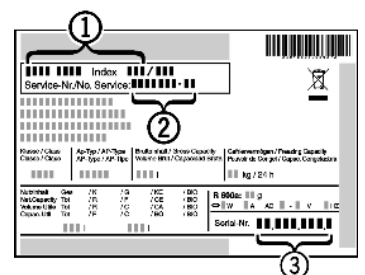 1
Index /
Service-Nr./No. Service: -
2
Klasse / Class Ap-Typ / AP-Type Brutto Inhalt / Gross Capacity Gefriervermögen / Freezing Capacity
Classe / Clase AP-Type / AP-Tipo Volume Brut / Capacidad Bruta Pouvoir de Congel / Capac. Congeladora
l kg / 24 h
Nutzinhalt Ges / K / G / KC / BIO
Net.Capacity Tot / R / F / CE / BIO
Volume Utile Tot / R / C / CA / BIO
Capac. Util Tot / F / C / BO / BIO
l l
R 600a: g
W A AC - V
Serial-Nr.
3